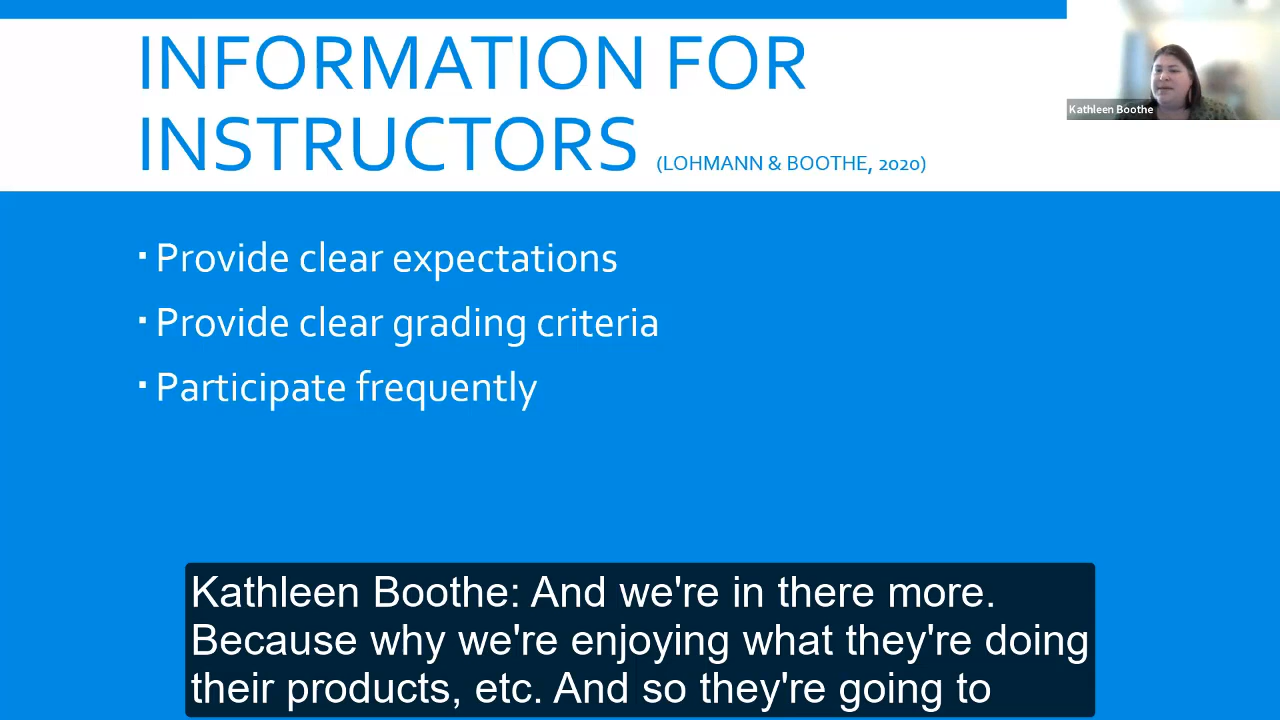 INFORMATION FOR
INSTRUCTORS (LOHMANN & BOOTHE, 2020)
Kathleen Boothe
▪ Provide clear expectations
▪ Provide clear grading criteria
▪ Participate frequently
Kathleen Boothe: And we're in there more.
Because why we're enjoying what they're doing
their products, etc. And so they're going to